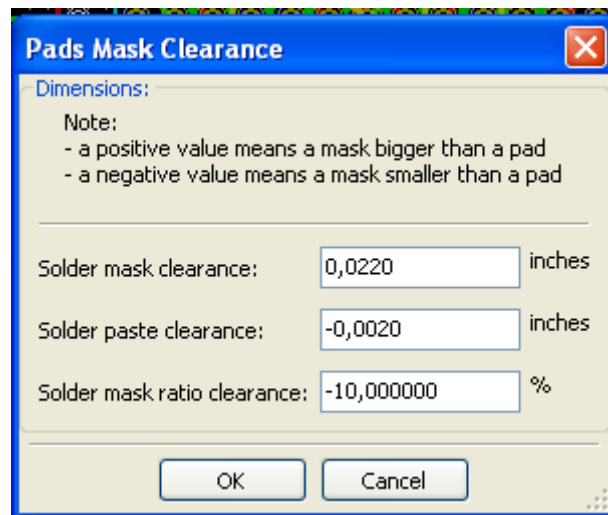 Pads Mask Clearance
Dimensions:
Note:
- a positive value means a mask bigger than a pad
- a negative value means a mask smaller than a pad
Solder mask clearance: 0,0220 inches
Solder paste clearance: -0,0020 inches
Solder mask ratio clearance: -10,000000 %
OK Cancel